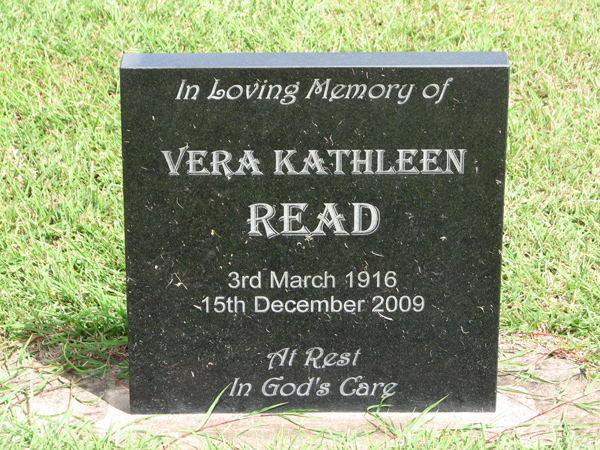 In Loving Memory of
VERA KATHLEEN
READ
3rd March 1916
15th December 2009
At Rest
In God's Care